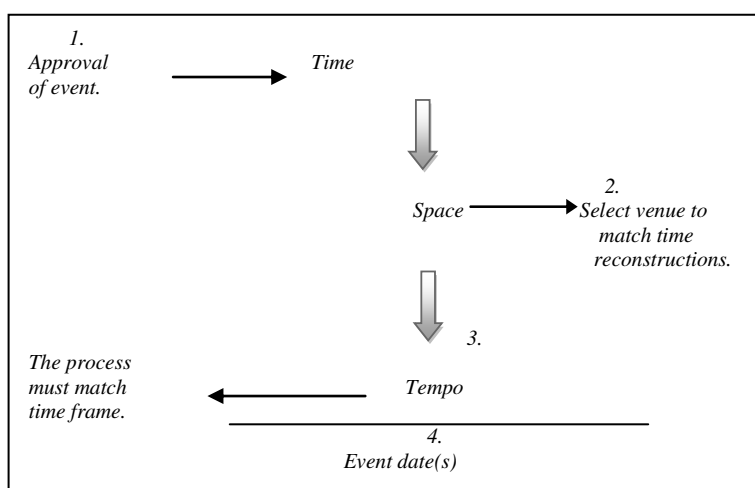 1.
Approval
of event.
Time
Space
2.
Select venue to
match time
reconstructions.
3.
The process
must match
time frame.
Tempo
4.
Event date(s)